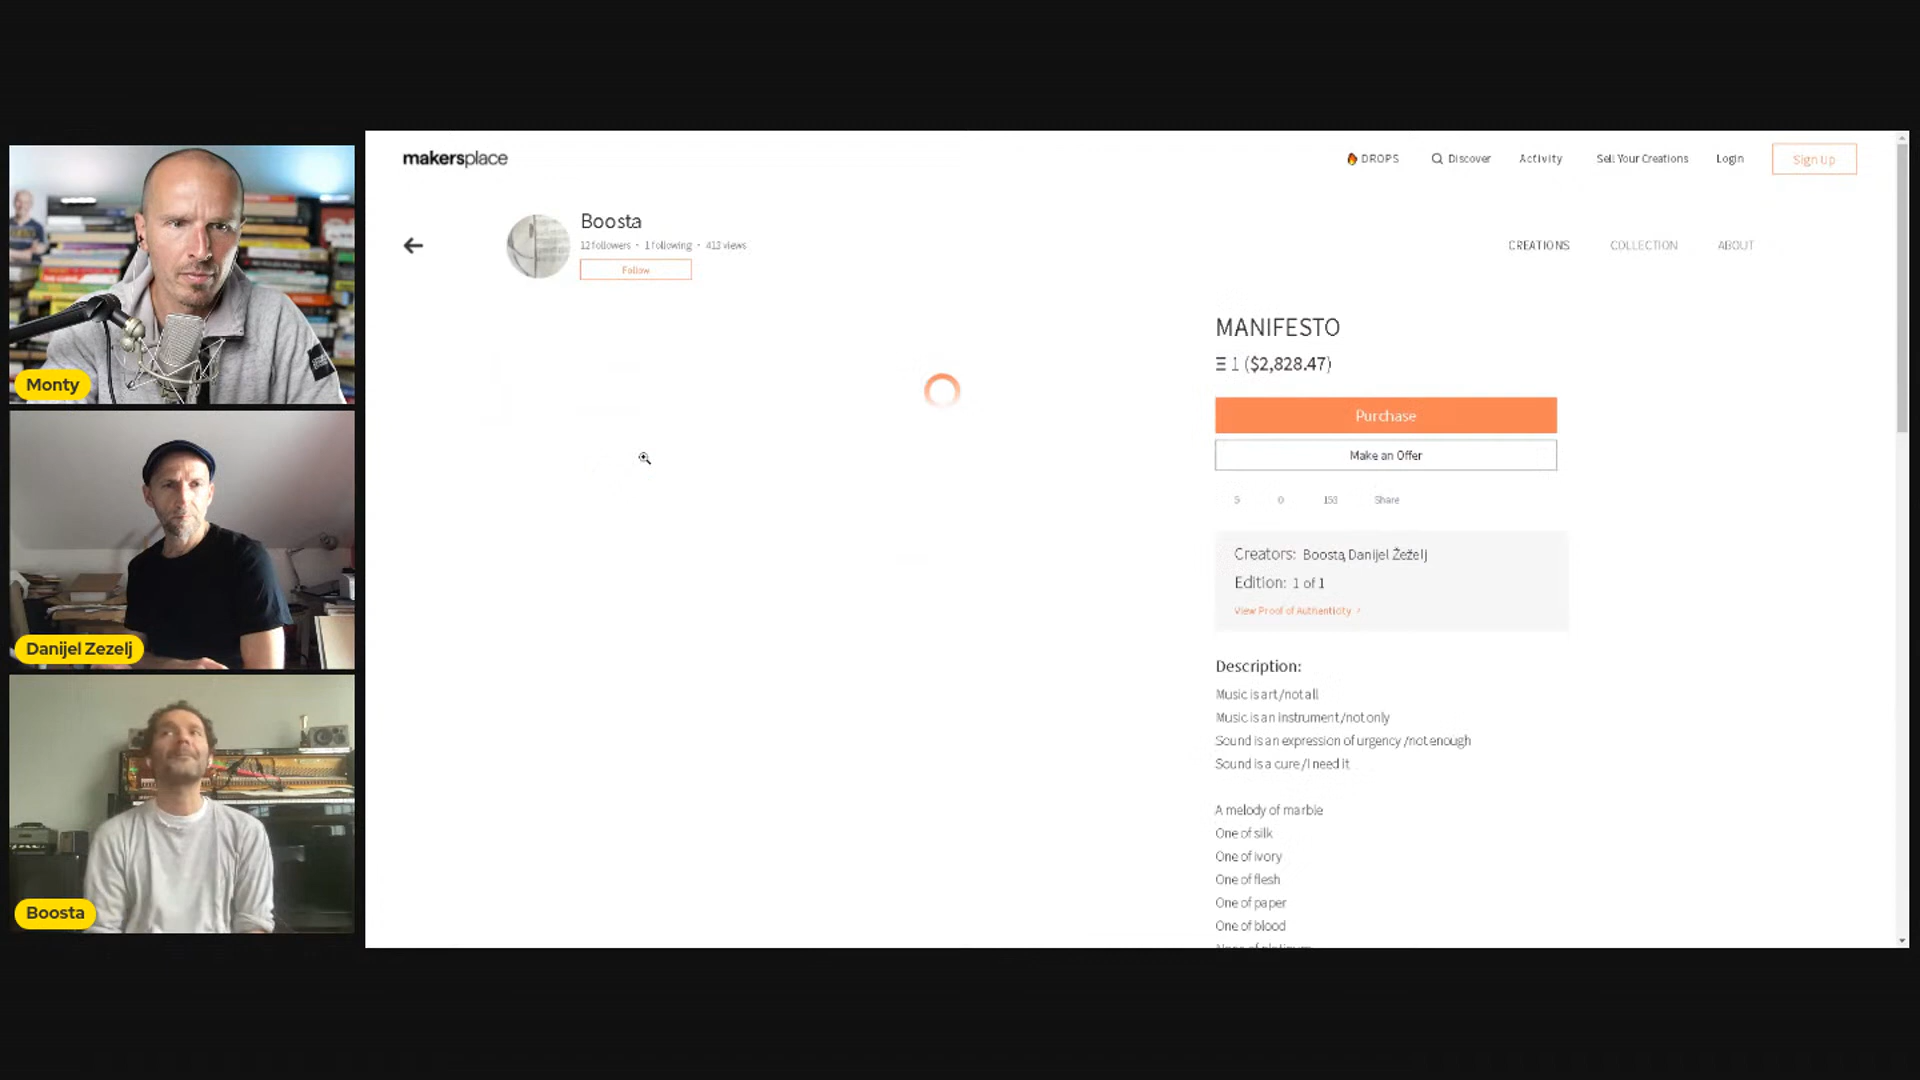 Monty
Danijel Zezelj
Boosta
makersplace
DROPS
Discover
Activity
Sell Your Creations
Login
Sign Up
Boosta
12 followers · 1 following · 413 views
Follow
CREATIONS
COLLECTION
ABOUT
MANIFESTO
Ξ 1 ($2,828.47)
Purchase
Make an Offer
5 0 153 Share
Creators: Boosta, Danijel Žeželj
Edition: 1 of 1
View Proof of Authenticity
Description:
Music is art /not all
Music is an instrument /not only
Sound is an expression of urgency /not enough
Sound is a cure /I need it
A melody of marble
One of silk
One of ivory
One of flesh
One of paper
One of blood